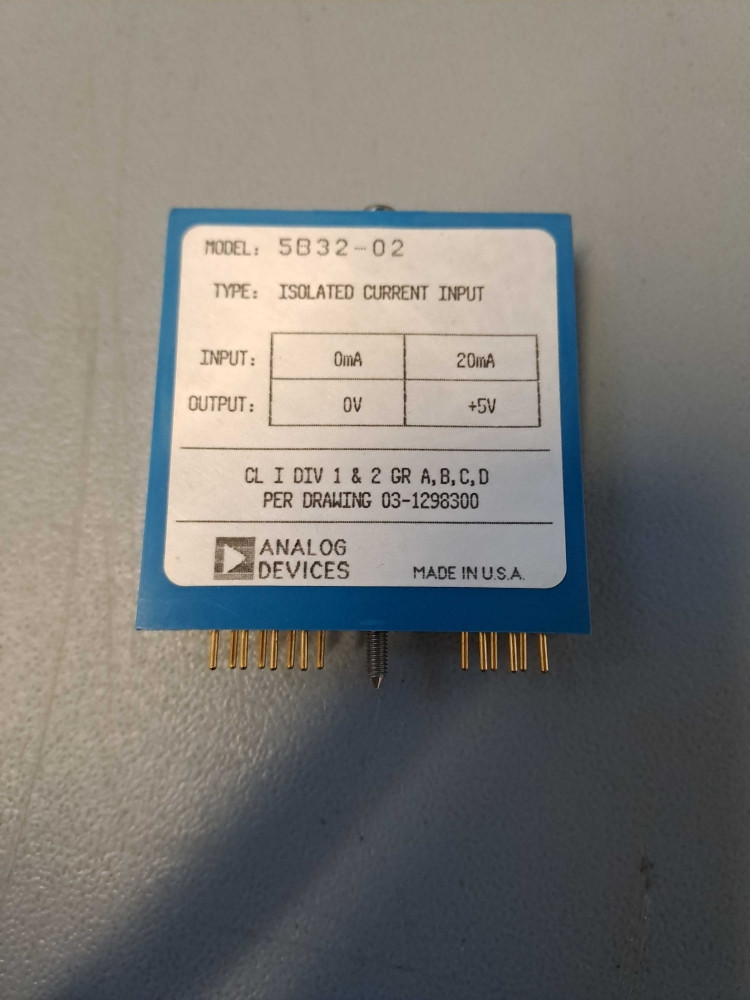 MODEL: 5B32-02
TYPE: ISOLATED CURRENT INPUT
INPUT: 0mA 20mA
OUTPUT: 0V +5V
CL I DIV 1 & 2 GR A,B,C,D
PER DRAWING 03-1298300
ANALOG
DEVICES MADE IN U.S.A.